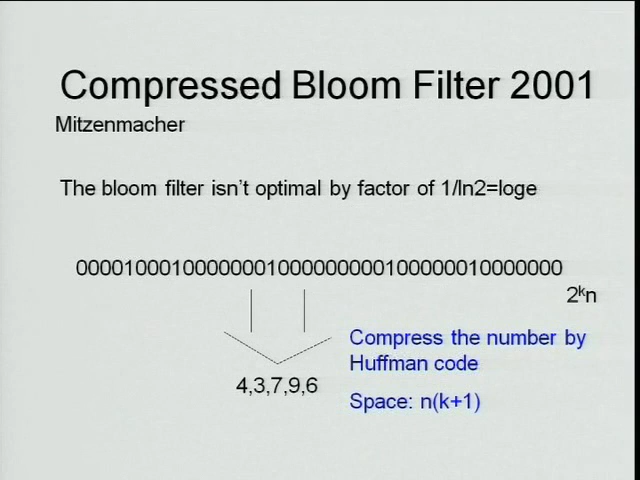 Compressed Bloom Filter 2001
Mitzenmacher
The bloom filter isn't optimal by factor of 1/ln2=loge
00001000100000001000000000100000010000000
2ᵏn
Compress the number by
Huffman code
4,3,7,9,6
Space: n(k+1)